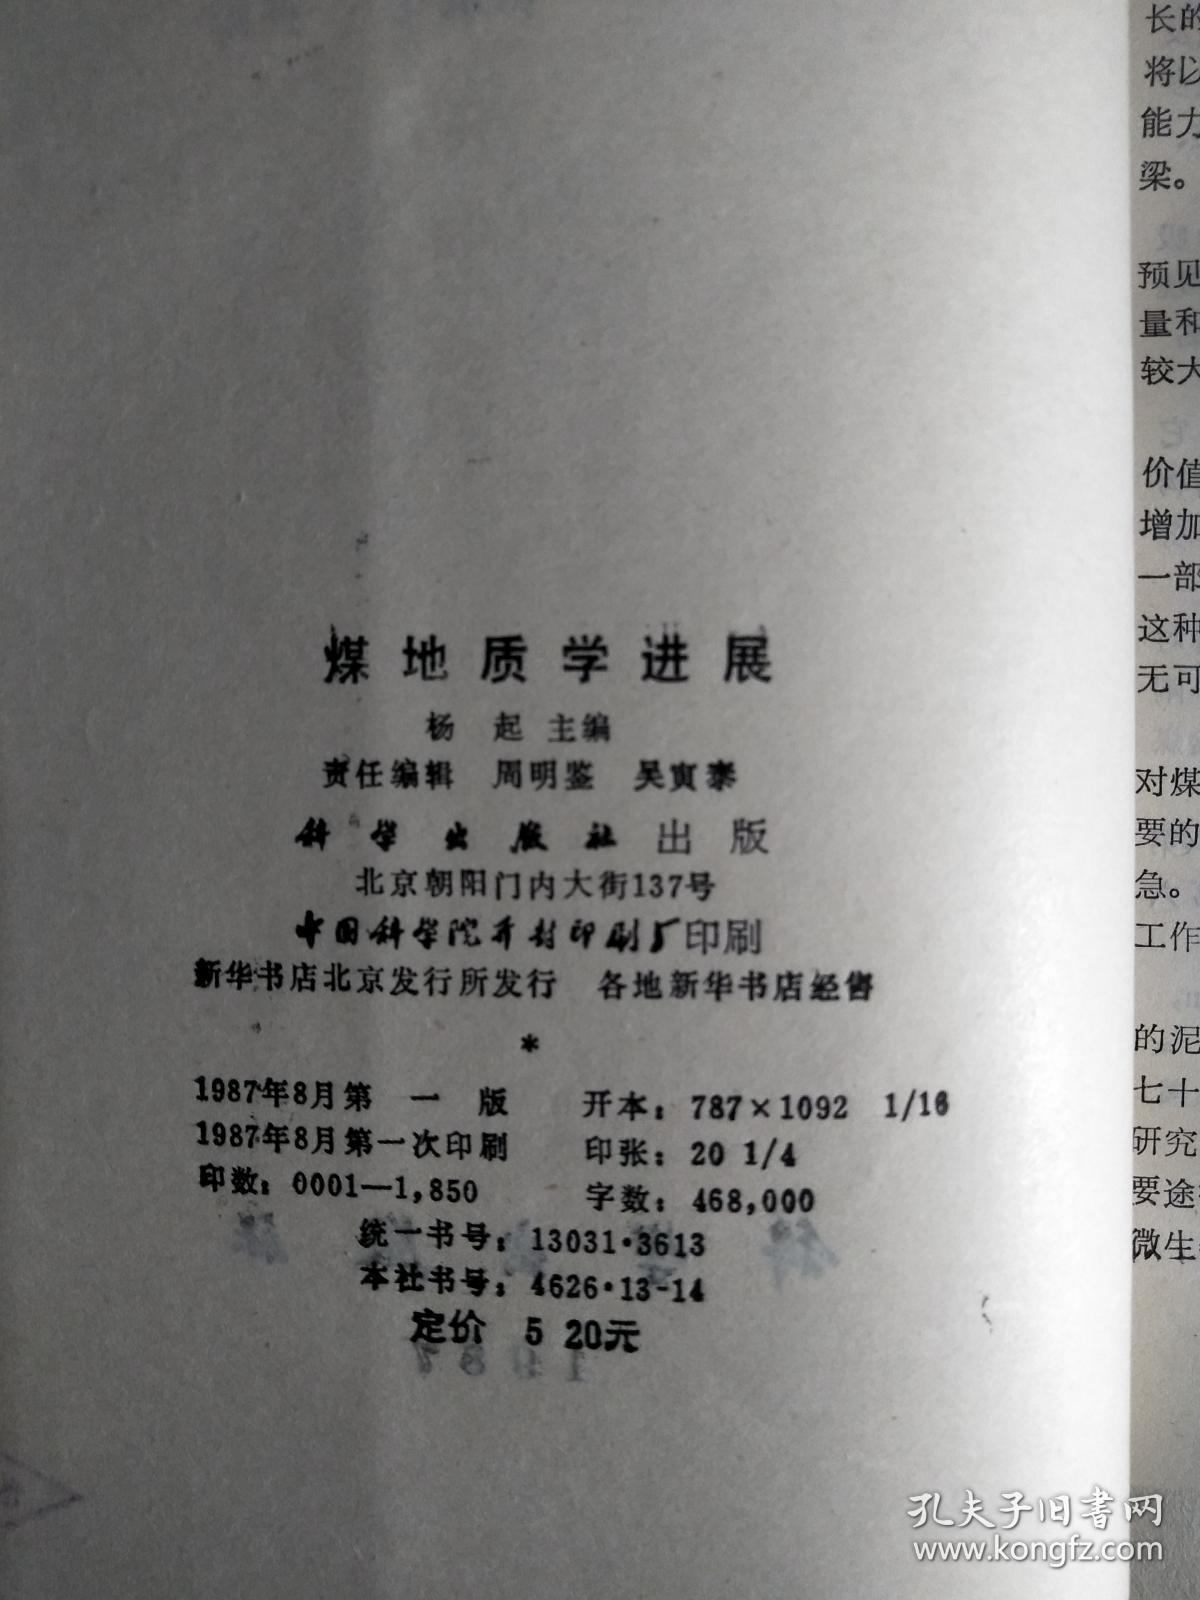 煤地质学进展
杨 起 主编
责任编辑 周明鉴 吴寅泰
科学出版社 出版
北京朝阳门内大街137号
中国科学院开封印刷厂印刷
新华书店北京发行所发行 各地新华书店经售
*
1987年8月第 一 版 开本：787×1092 1/16
1987年8月第一次印刷 印张：20 1/4
印数：0001—1,850 字数：468,000
统一书号：13031·3613
本社书号：4626·13-14
定价 5 20元
长的
将以
能力
梁。
预见
量和
较大
价值
增加
一部
这种
无可
对煤
要的
急。
工作
的泥
七十
研究
要途
微生
孔夫子旧书网
www.kongfz.com